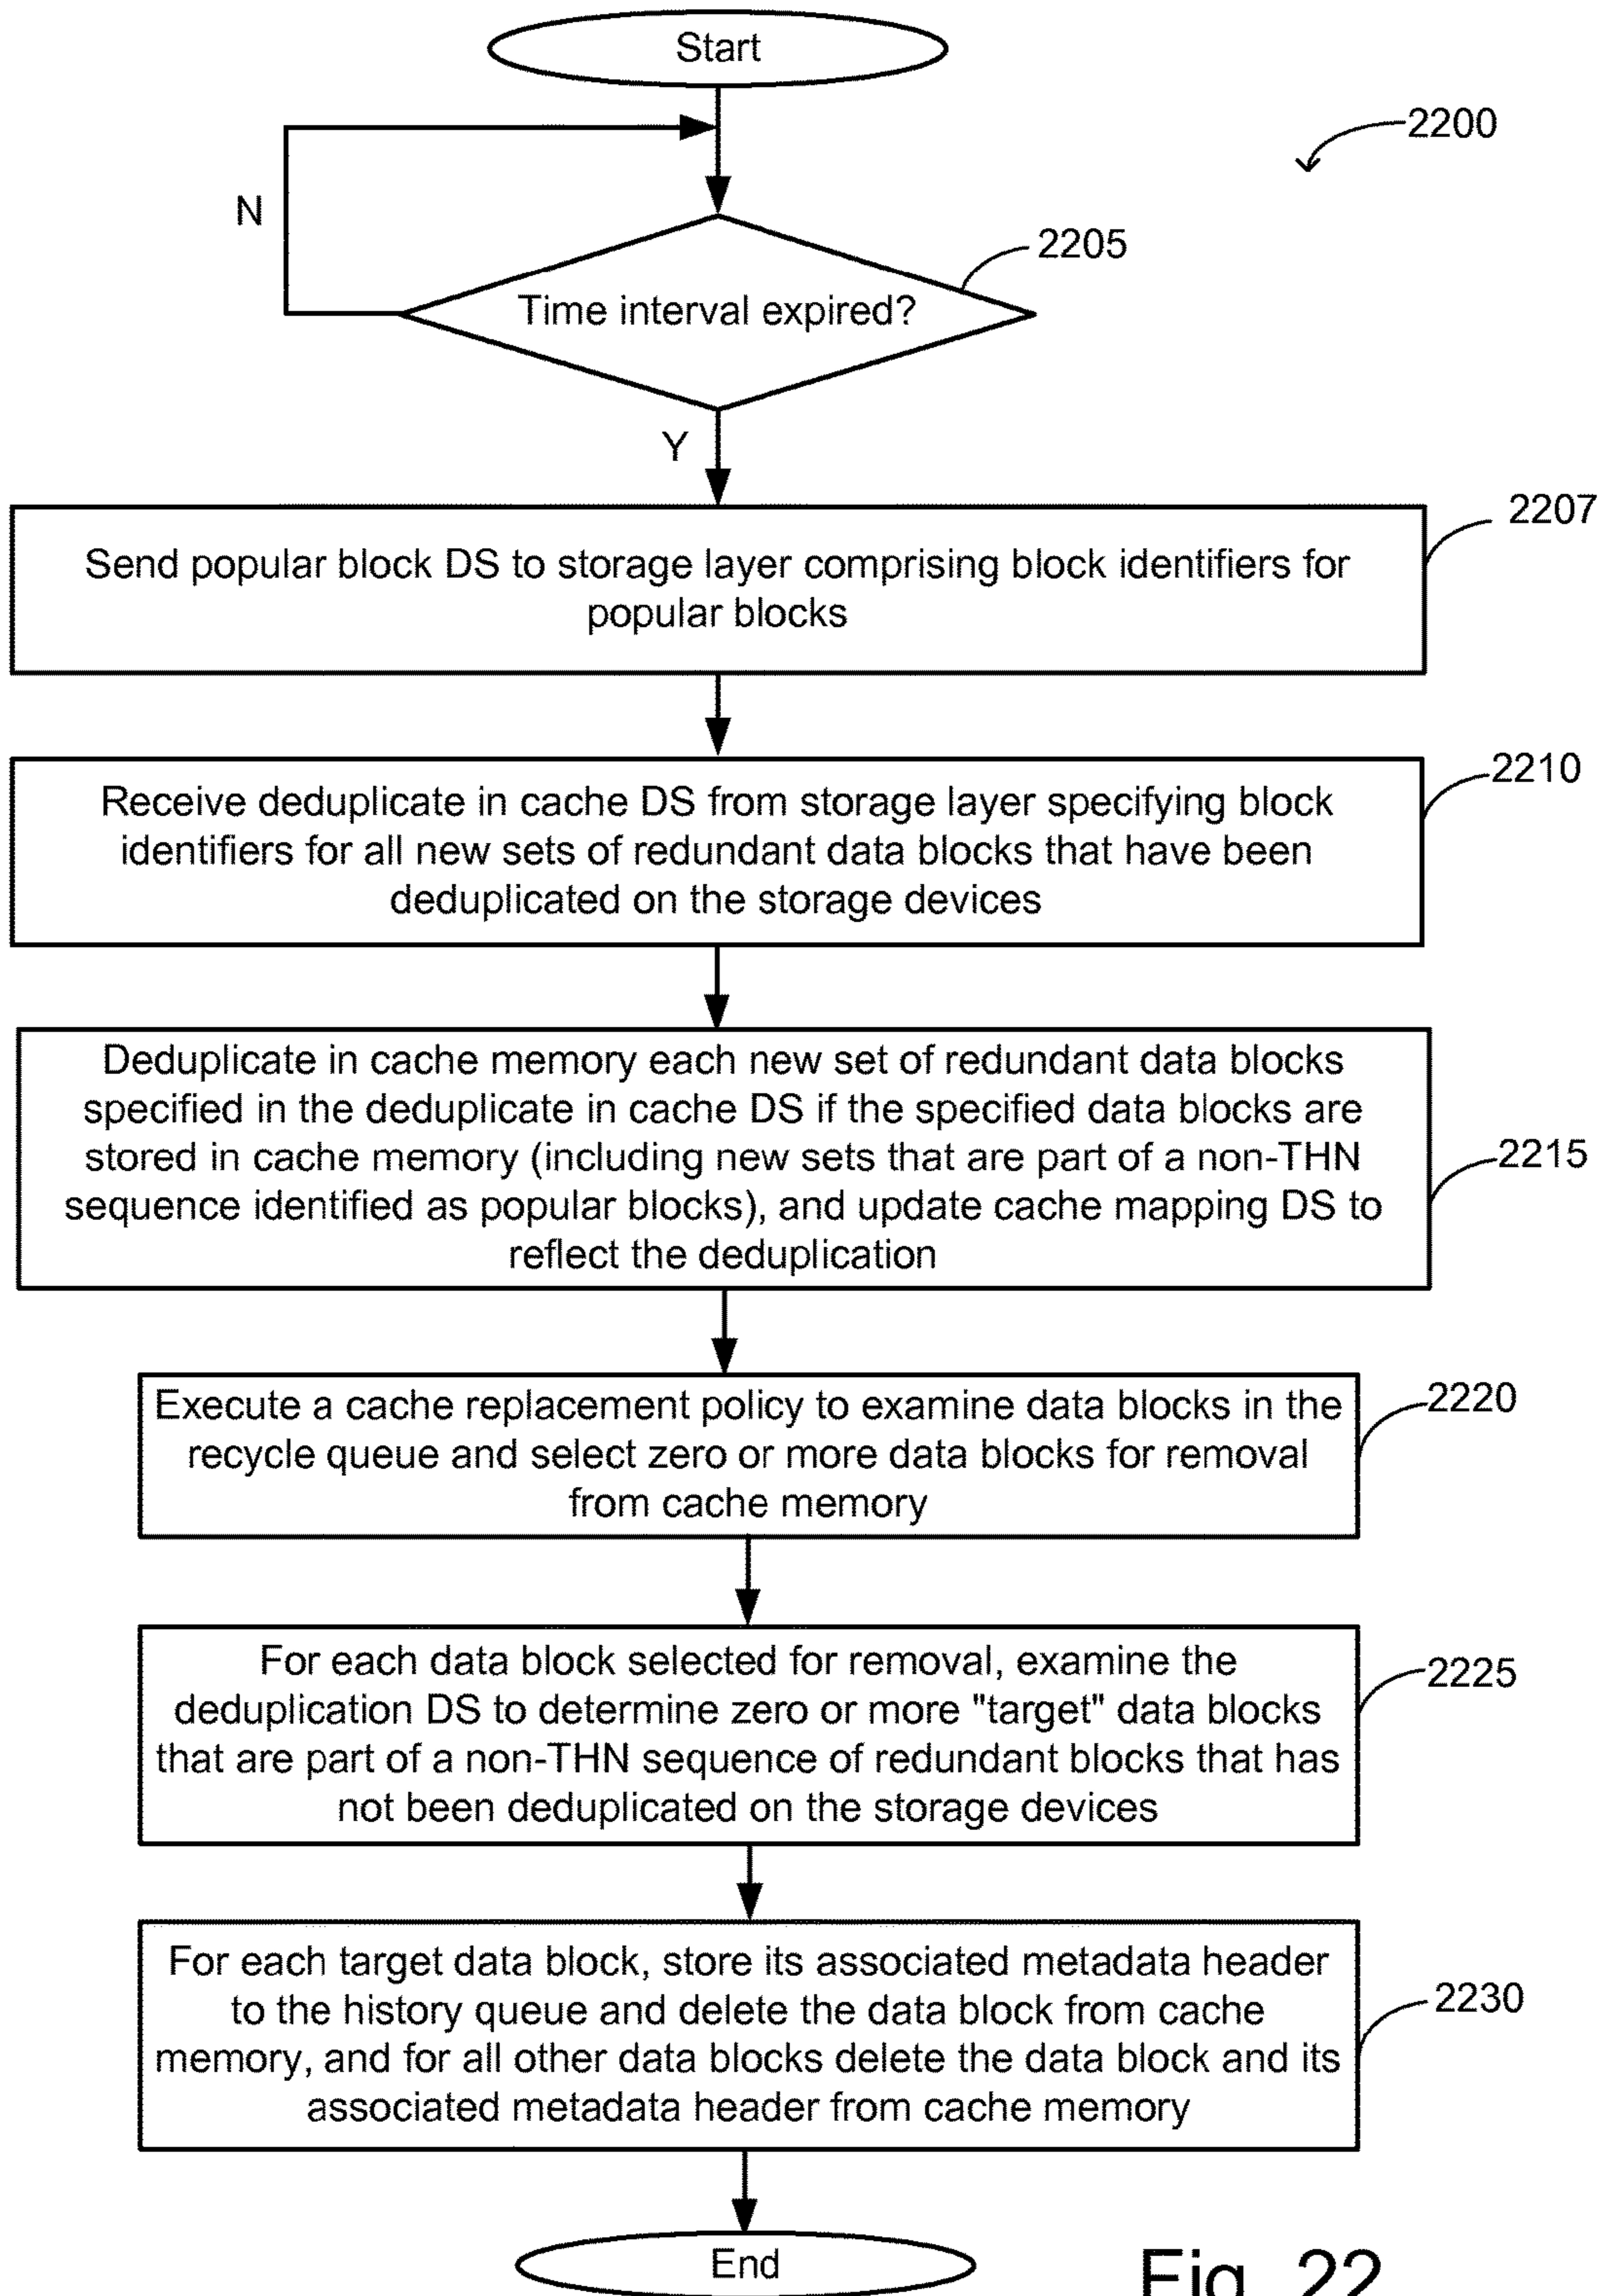 Start
2200
N
2205
Time interval expired?
Y
2207
Send popular block DS to storage layer comprising block identifiers for
popular blocks
2210
Receive deduplicate in cache DS from storage layer specifying block
identifiers for all new sets of redundant data blocks that have been
deduplicated on the storage devices
Deduplicate in cache memory each new set of redundant data blocks
specified in the deduplicate in cache DS if the specified data blocks are
stored in cache memory (including new sets that are part of a non-THN
2215
sequence identified as popular blocks), and update cache mapping DS to
reflect the deduplication
Execute a cache replacement policy to examine data blocks in the
2220
recycle queue and select zero or more data blocks for removal
from cache memory
For each data block selected for removal, examine the
2225
deduplication DS to determine zero or more "target" data blocks
that are part of a non-THN sequence of redundant blocks that has
not been deduplicated on the storage devices
For each target data block, store its associated metadata header
2230
to the history queue and delete the data block from cache
memory, and for all other data blocks delete the data block and its
associated metadata header from cache memory
End
Fig. 22